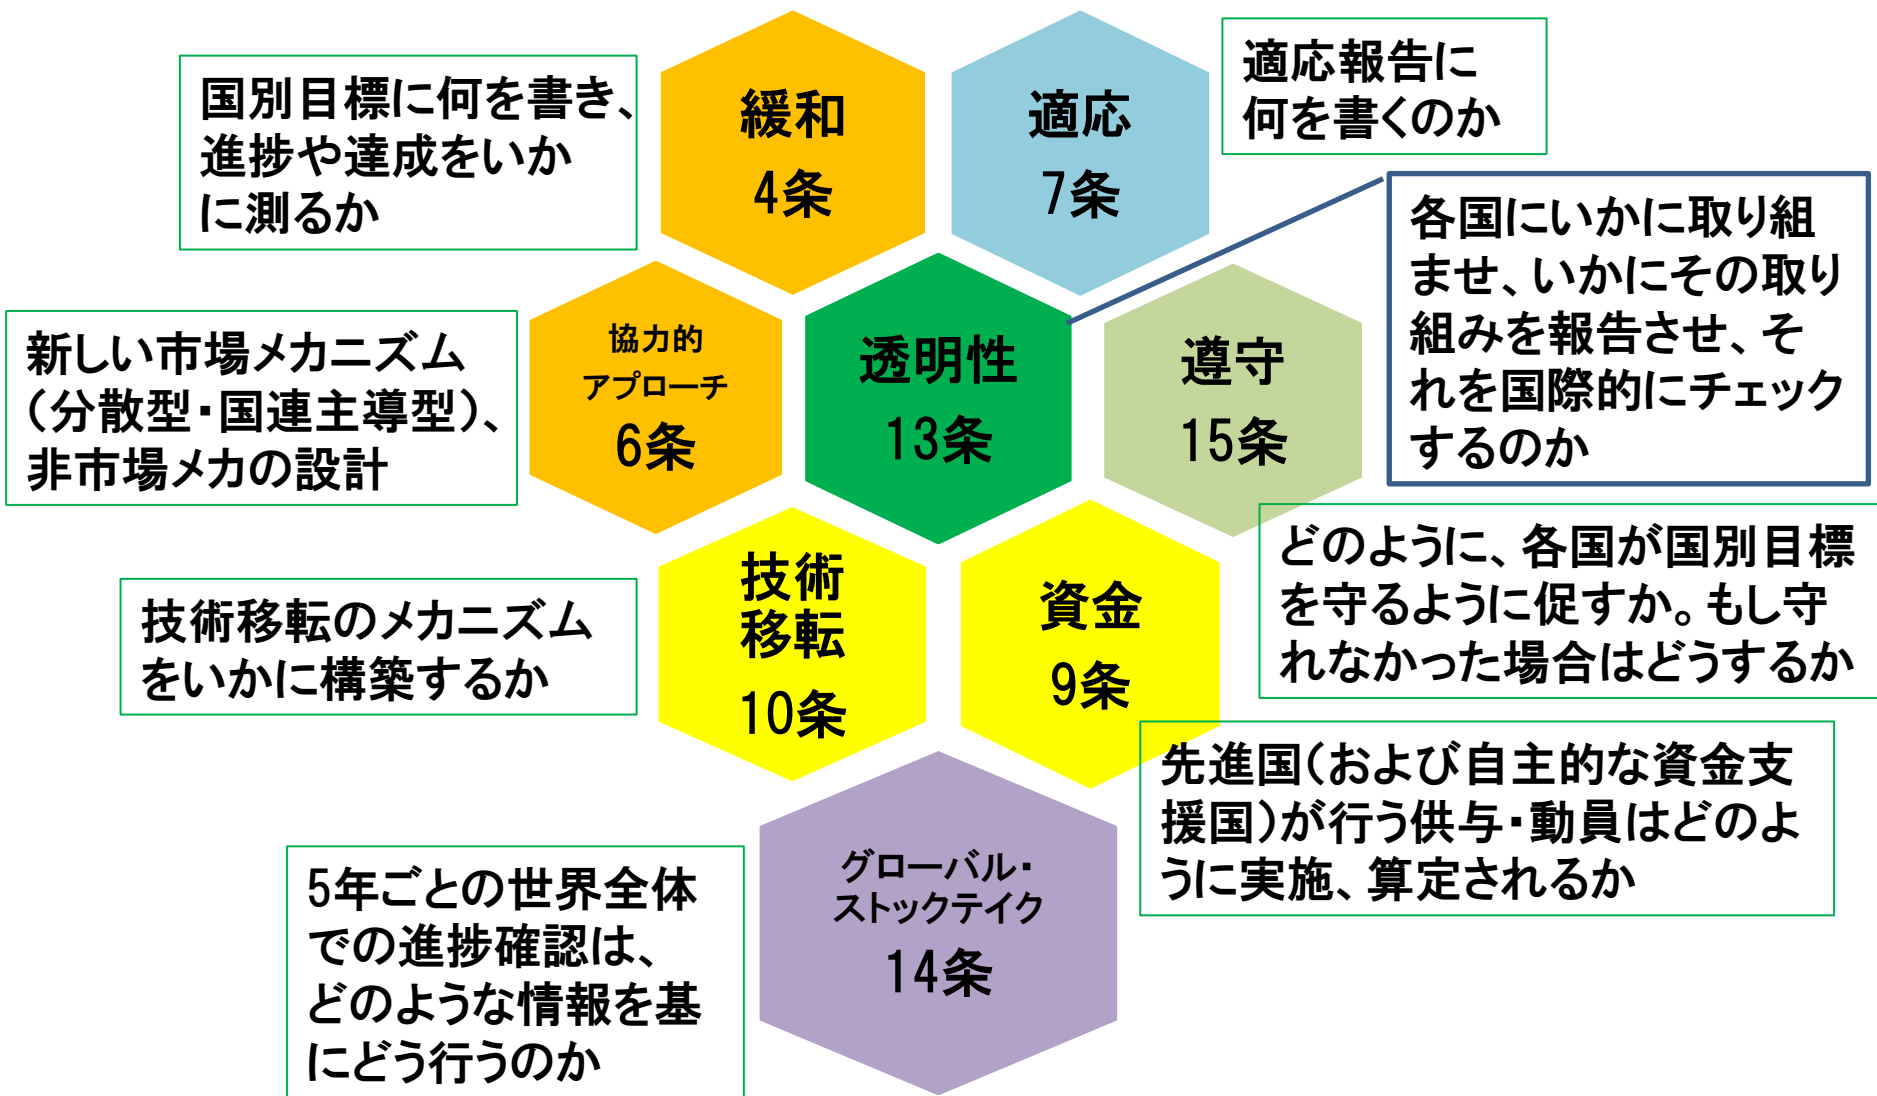 国別目標に何を書き、
進捗や達成をいか
に測るか
緩和
4条
適応
7条
適応報告に
何を書くのか
新しい市場メカニズム
（分散型・国連主導型）、
非市場メカの設計
協力的
アプローチ
6条
透明性
13条
遵守
15条
各国にいかに取り組
ませ、いかにその取り
組みを報告させ、そ
れを国際的にチェック
するのか
技術移転のメカニズム
をいかに構築するか
技術
移転
10条
資金
9条
どのように、各国が国別目標
を守るように促すか。もし守
れなかった場合はどうするか
先進国（および自主的な資金支
援国）が行う供与・動員はどのよ
うに実施、算定されるか
5年ごとの世界全体
での進捗確認は、
どのような情報を基
にどう行うのか
グローバル・
ストックテイク
14条